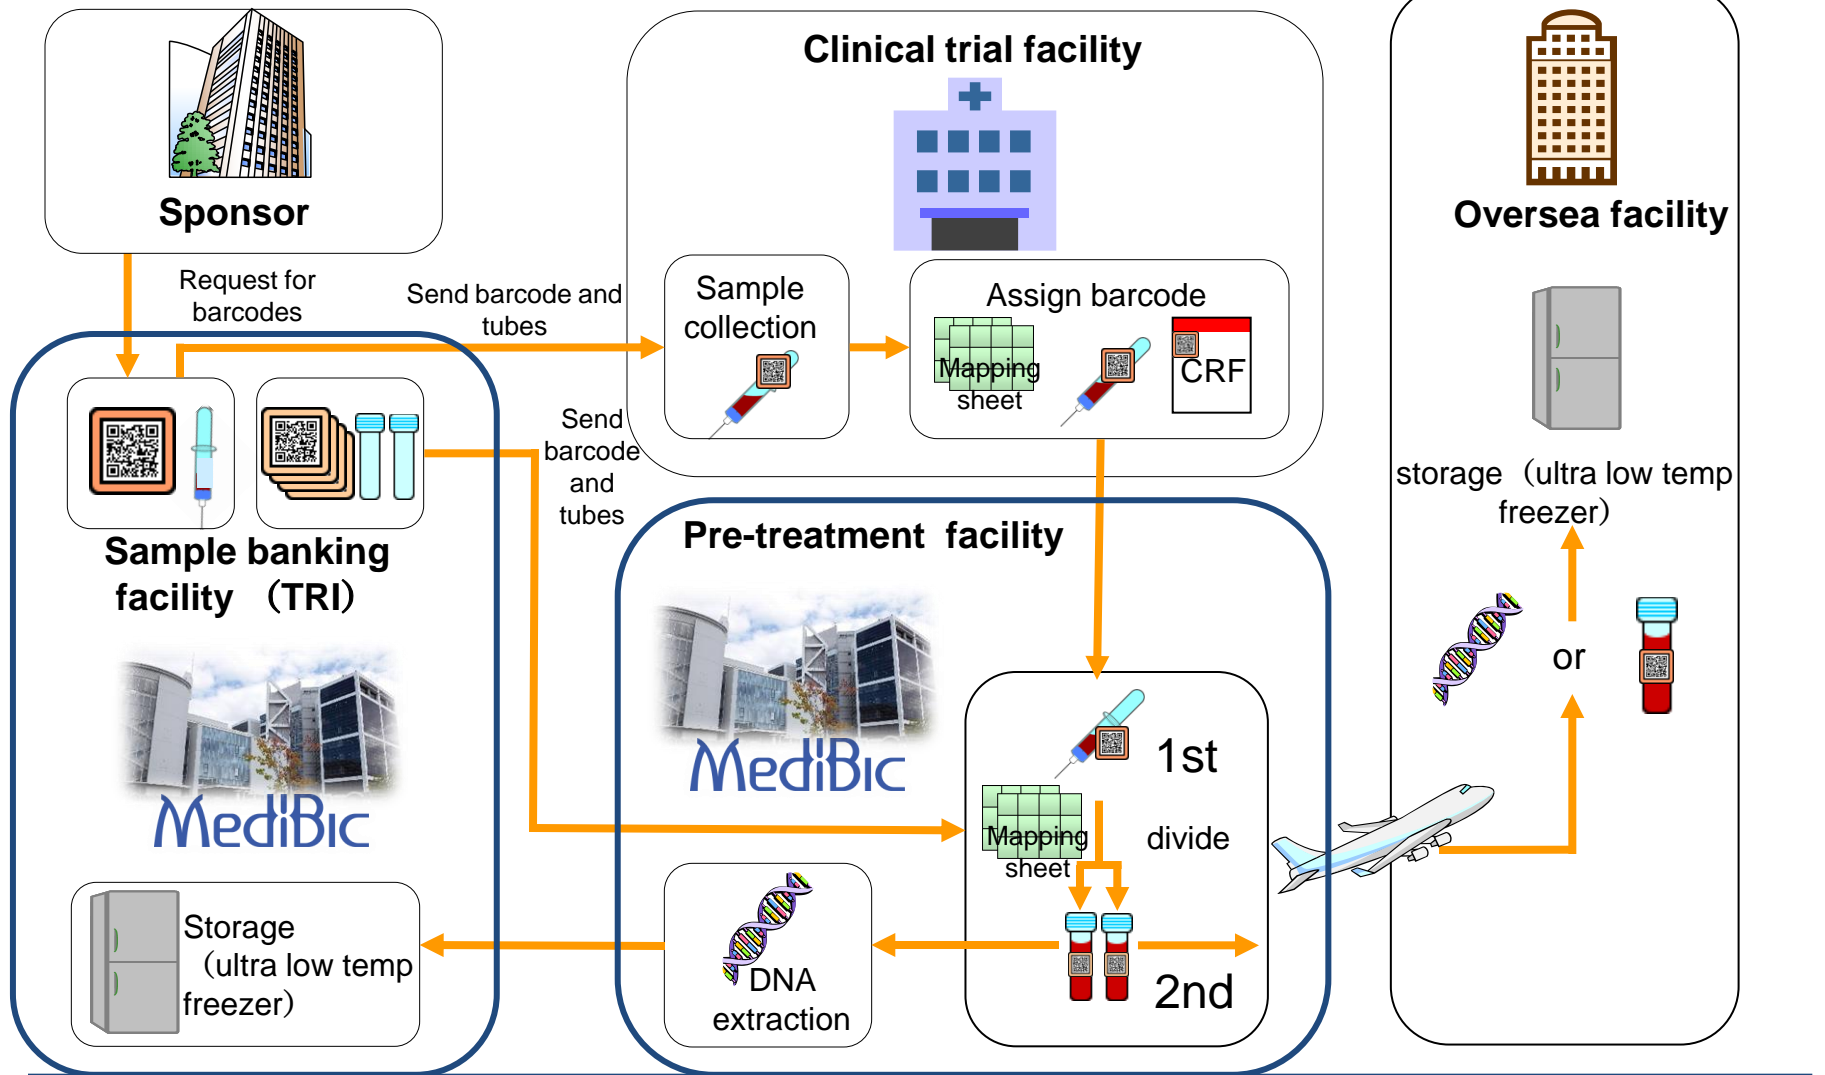 Sponsor
Request for
barcodes
Send barcode and
tubes
Clinical trial facility
Sample
collection
Assign barcode
Mapping
sheet
CRF
Oversea facility
storage（ultra low temp
freezer）
or
Send
barcode
and
tubes
Sample banking
facility （TRI）
MediBic
Storage
（ultra low temp
freezer）
Pre-treatment facility
MediBic
1st
Mapping
sheet
divide
2nd
DNA
extraction